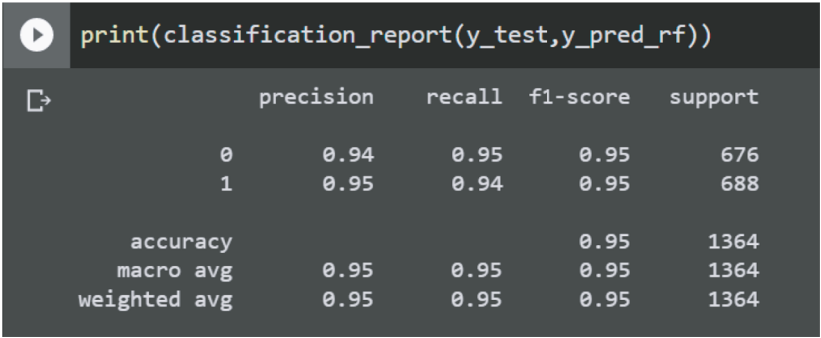 print(classification_report(y_test,y_pred_rf))
precision recall f1-score support
0 0.94 0.95 0.95 676
1 0.95 0.94 0.95 688
accuracy 0.95 1364
macro avg 0.95 0.95 0.95 1364
weighted avg 0.95 0.95 0.95 1364